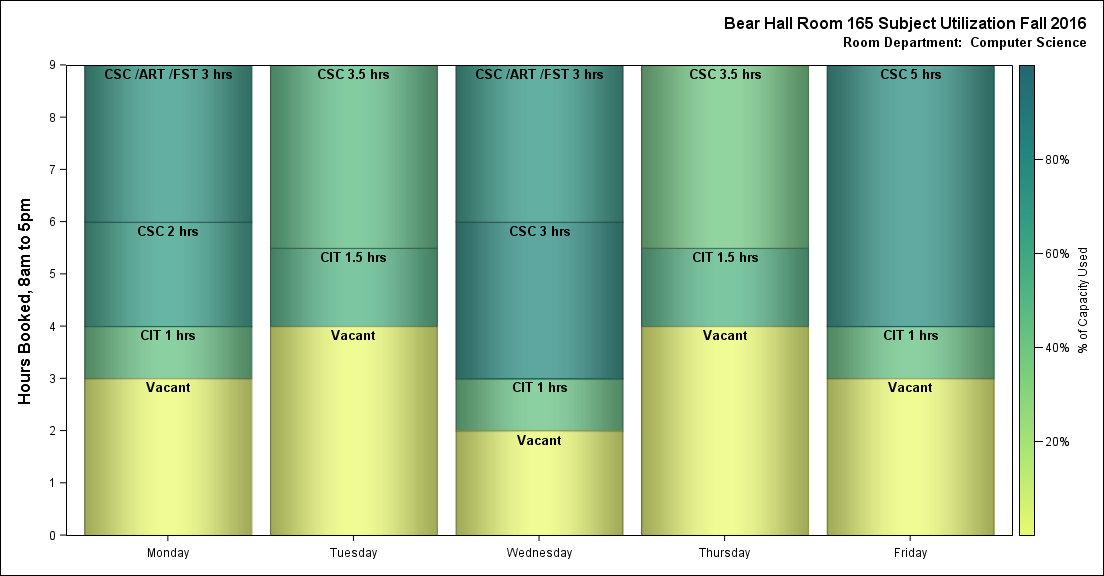 Bear Hall Room 165 Subject Utilization Fall 2016
Room Department:  Computer Science
Hours Booked, 8am to 5pm
9
8
7
6
5
4
3
2
1
0
CSC /ART /FST 3 hrs
CSC 2 hrs
CIT 1 hrs
Vacant
Monday
CSC 3.5 hrs
CIT 1.5 hrs
Vacant
Tuesday
CSC /ART /FST 3 hrs
CSC 3 hrs
CIT 1 hrs
Vacant
Wednesday
CSC 3.5 hrs
CIT 1.5 hrs
Vacant
Thursday
CSC 5 hrs
CIT 1 hrs
Vacant
Friday
80%
60%
40%
20%
% of Capacity Used